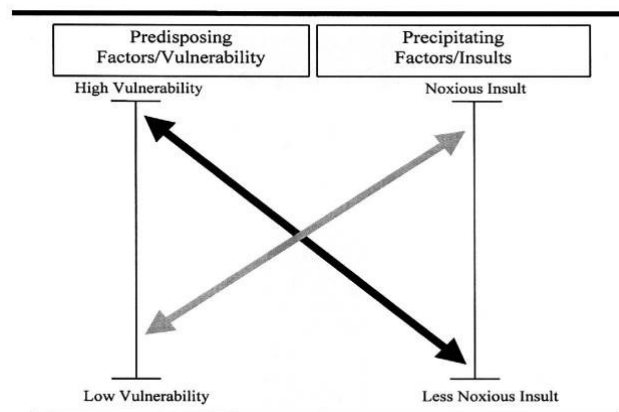 Predisposing
Factors/Vulnerability
Precipitating
Factors/Insults
High Vulnerability
Noxious Insult
Low Vulnerability
Less Noxious Insult